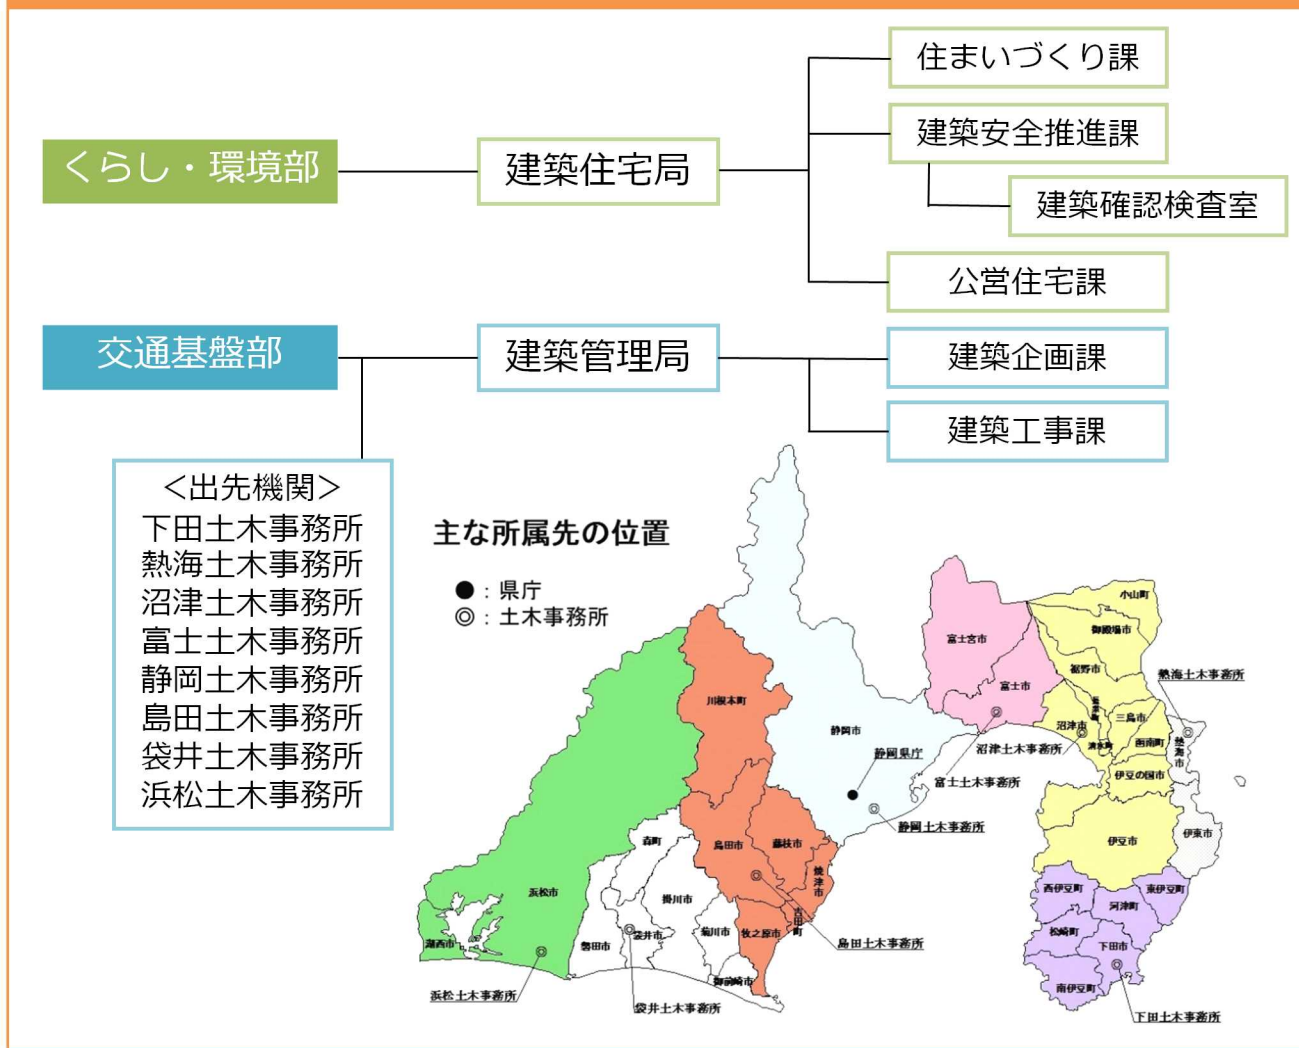 住まいづくり課
建築安全推進課
くらし・環境部
建築住宅局
建築確認検査室
公営住宅課
交通基盤部
建築管理局
建築企画課
建築工事課
＜出先機関＞
下田土木事務所
熱海土木事務所
沼津土木事務所
富士土木事務所
静岡土木事務所
島田土木事務所
袋井土木事務所
浜松土木事務所
主な所属先の位置
●：県庁
◎：土木事務所
小山町
御殿場市
富士宮市
裾野市
熱海土木事務所
富士市
川根本町
長泉町
三島市
沼津市
静岡市
清水町
函南町
熱海市
沼津土木事務所
静岡県庁
伊豆の国市
富士土木事務所
静岡土木事務所
伊東市
森町
島田市
藤枝市
伊豆市
焼津市
西伊豆町
東伊豆町
浜松市
掛川市
河津町
吉田町
松崎町
菊川市
牧之原市
袋井市
磐田市
湖西市
島田土木事務所
下田市
御前崎市
南伊豆町
浜松土木事務所
袋井土木事務所
下田土木事務所